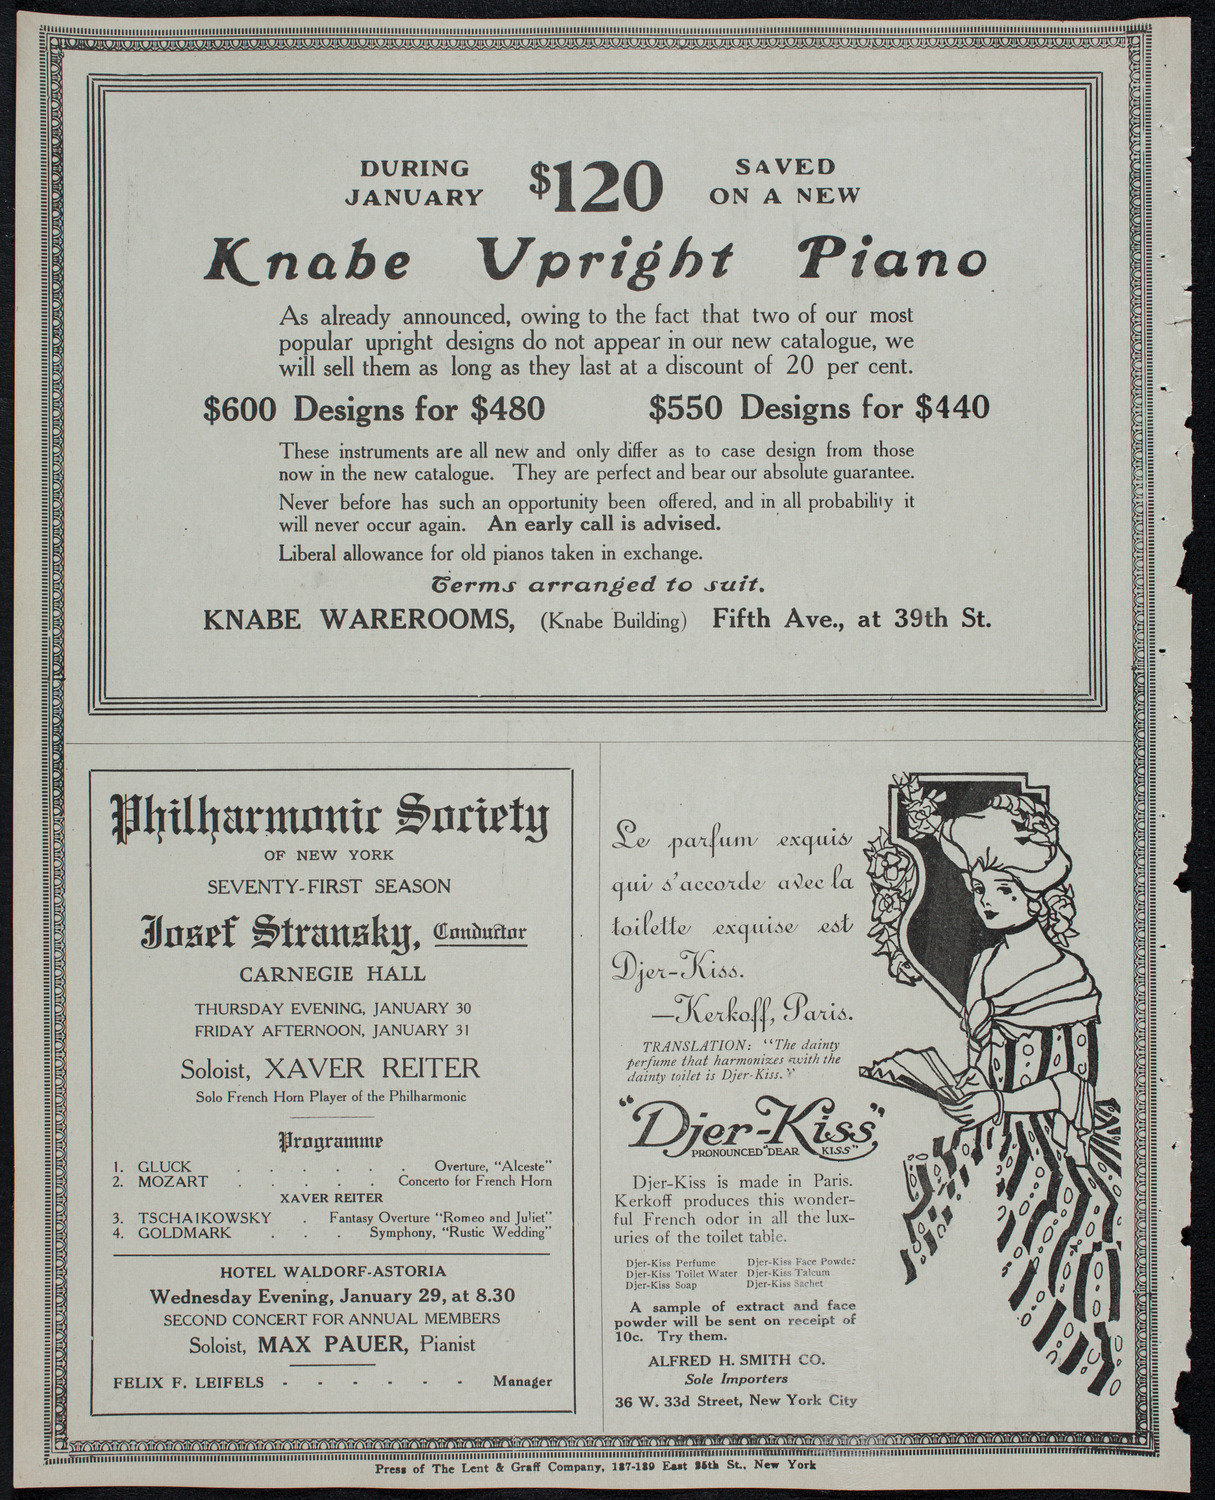 DURING
JANUARY
$120
SAVED
ON A NEW
Knabe Upright Piano
As already announced, owing to the fact that two of our most
popular upright designs do not appear in our new catalogue, we
will sell them as long as they last at a discount of 20 per cent.
$600 Designs for $480 $550 Designs for $440
These instruments are all new and only differ as to case design from those
now in the new catalogue. They are perfect and bear our absolute guarantee.
Never before has such an opportunity been offered, and in all probability it
will never occur again. An early call is advised.
Liberal allowance for old pianos taken in exchange.
Terms arranged to suit.
KNABE WAREROOMS, (Knabe Building) Fifth Ave., at 39th St.
Philharmonic Society
OF NEW YORK
SEVENTY-FIRST SEASON
Josef Stransky, Conductor
CARNEGIE HALL
THURSDAY EVENING, JANUARY 30
FRIDAY AFTERNOON, JANUARY 31
Soloist, XAVER REITER
Solo French Horn Player of the Philharmonic
Programme
1. GLUCK . . . . . . Overture, "Alceste"
2. MOZART . . . . . Concerto for French Horn
XAVER REITER
3. TSCHAIKOWSKY . Fantasy Overture "Romeo and Juliet"
4. GOLDMARK . . . Symphony, "Rustic Wedding"
HOTEL WALDORF-ASTORIA
Wednesday Evening, January 29, at 8.30
SECOND CONCERT FOR ANNUAL MEMBERS
Soloist, MAX PAUER, Pianist
FELIX F. LEIFELS - - - - - - Manager
Le parfum exquis
qui s'accorde avec la
toilette exquise est
Djer-Kiss.
—Kerkoff, Paris.
TRANSLATION: "The dainty
perfume that harmonizes with the
dainty toilet is Djer-Kiss."
"Djer-Kiss"
PRONOUNCED "DEAR KISS"
Djer-Kiss is made in Paris.
Kerkoff produces this wonder-
ful French odor in all the lux-
uries of the toilet table.
Djer-Kiss Perfume Djer-Kiss Face Powder
Djer-Kiss Toilet Water Djer-Kiss Talcum
Djer-Kiss Soap Djer-Kiss Sachet
A sample of extract and face
powder will be sent on receipt of
10c. Try them.
ALFRED H. SMITH CO.
Sole Importers
36 W. 33d Street, New York City
Press of The Lent & Graff Company, 137-139 East 25th St., New York